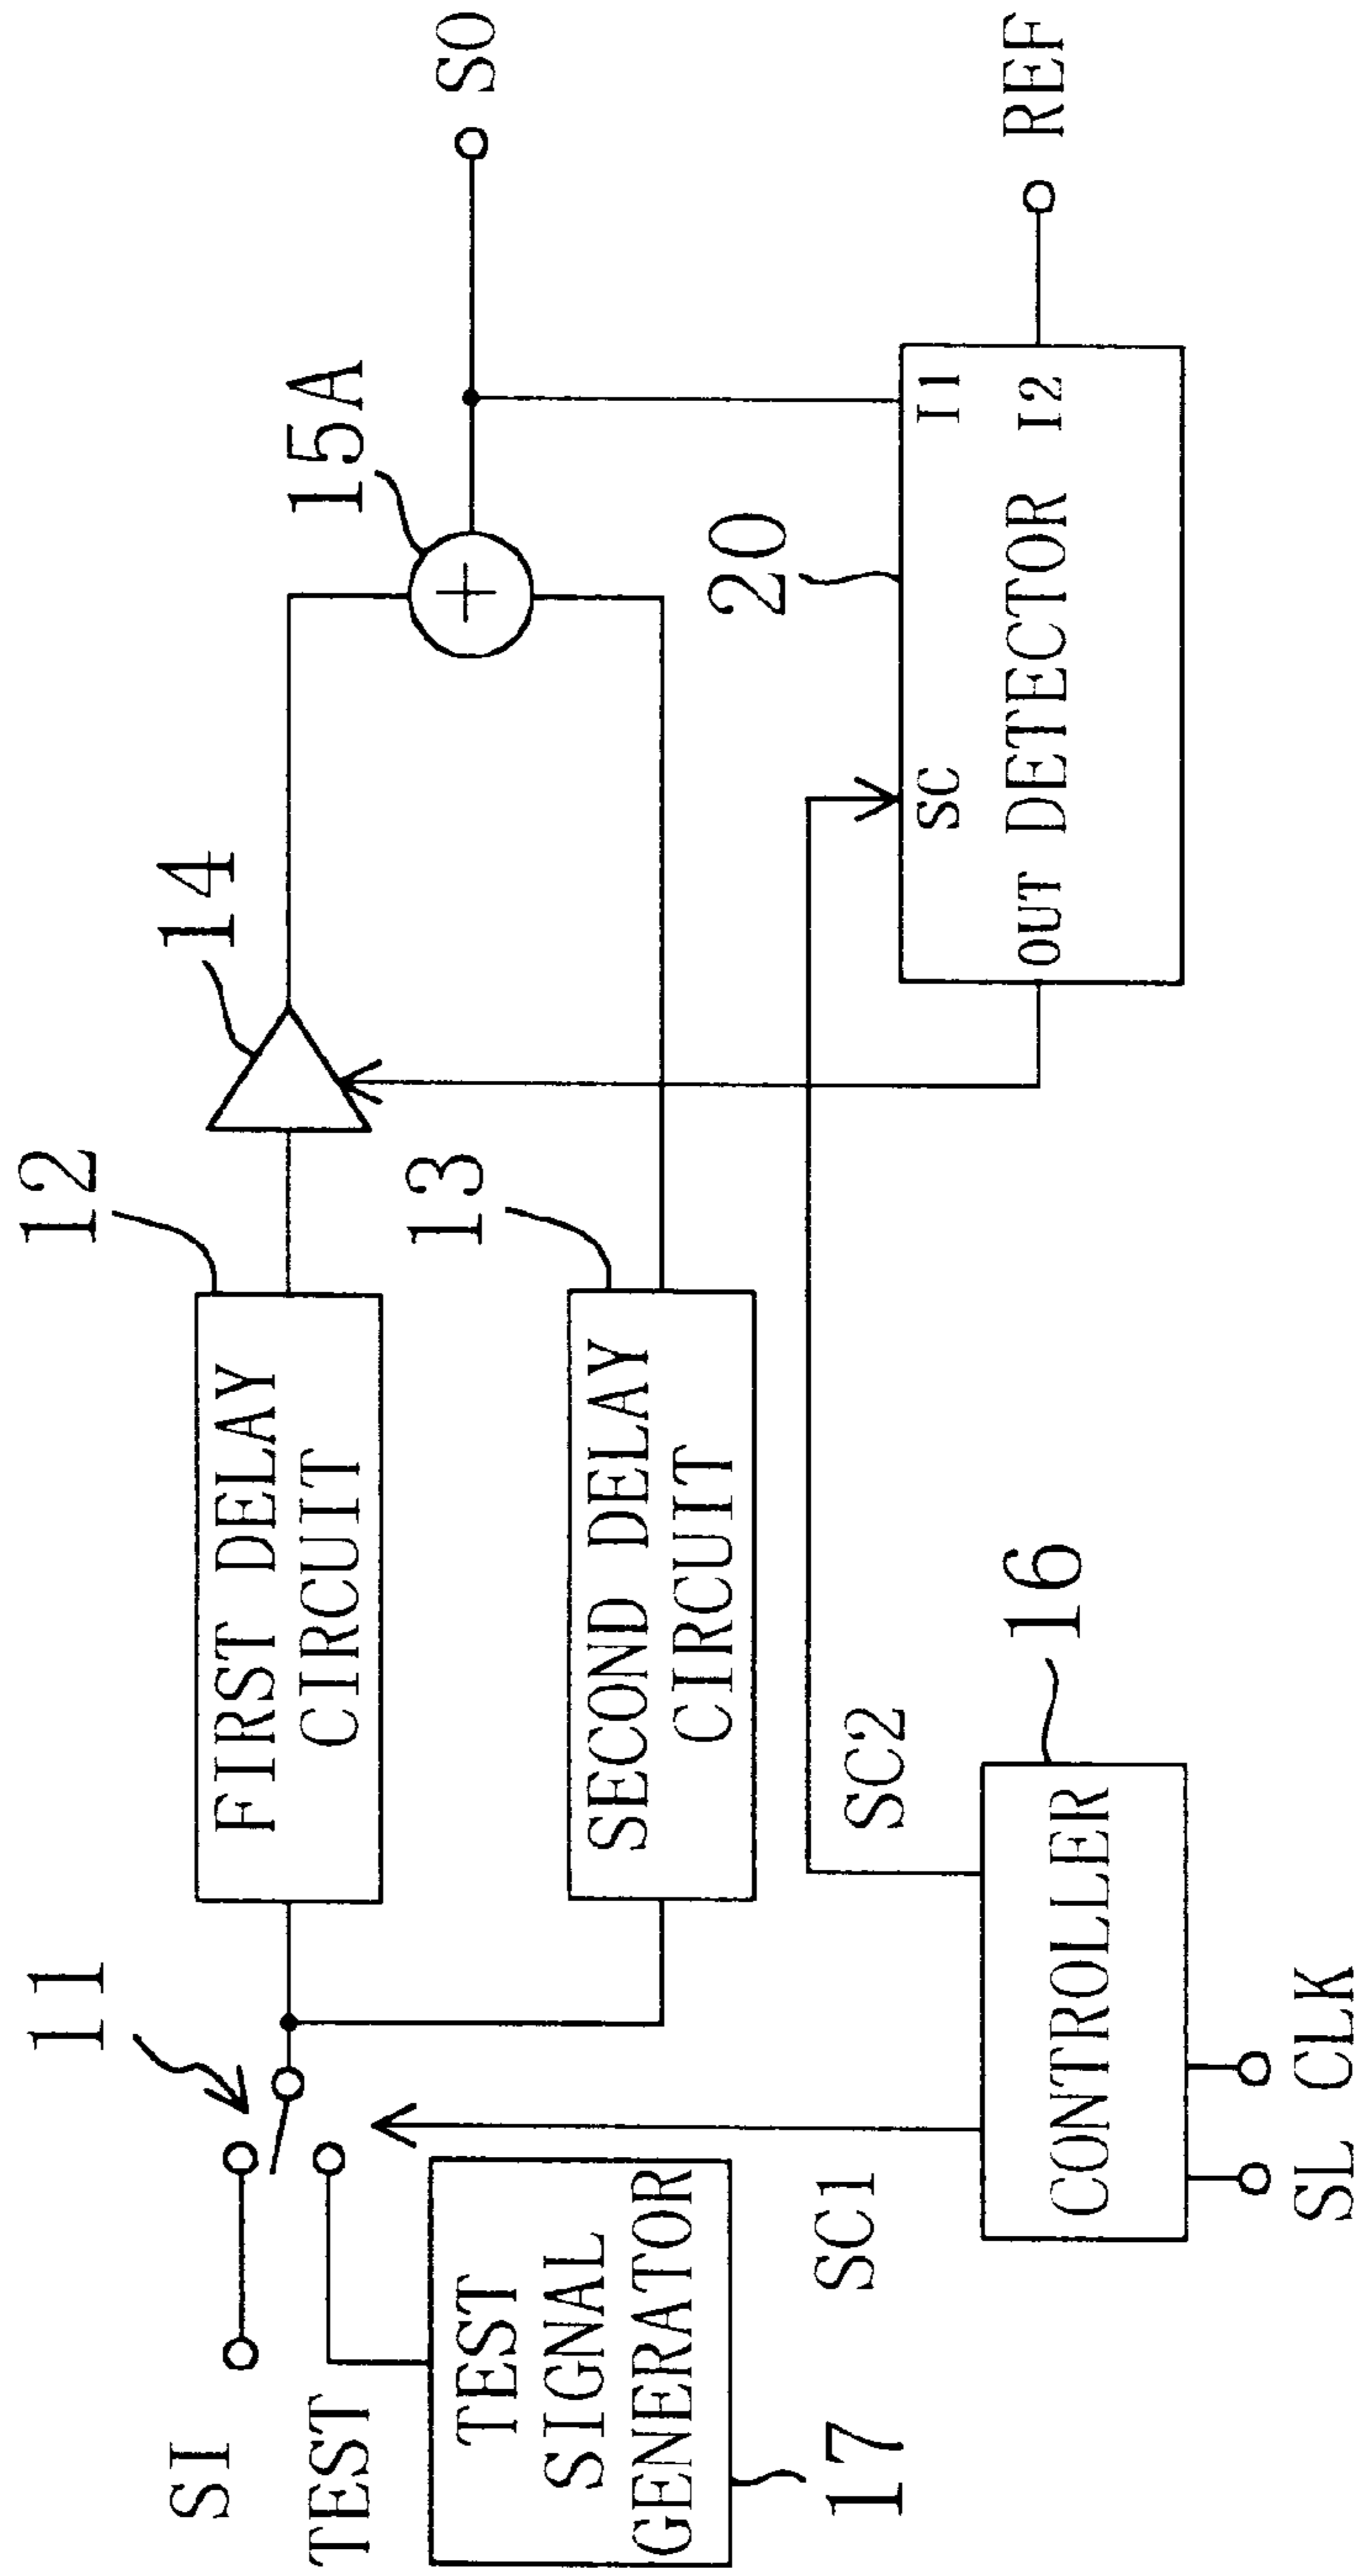 11
12
14
15A
SI
FIRST DELAY
CIRCUIT
SO
TEST
13
TEST
SIGNAL
GENERATOR
17
SECOND DELAY
CIRCUIT
20
SC1
SC2
SC
I1
OUT DETECTOR I2
REF
CONTROLLER
16
SL CLK